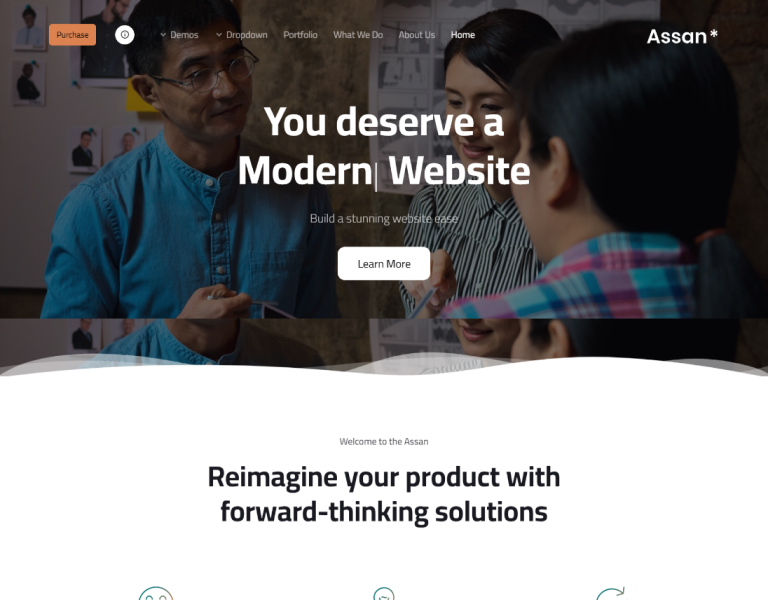 Purchase
Demos
Dropdown
Portfolio
What We Do
About Us
Home
Assan*
You deserve a
Modern| Website
Build a stunning website ease
Learn More
Welcome to the Assan
Reimagine your product with
forward-thinking solutions